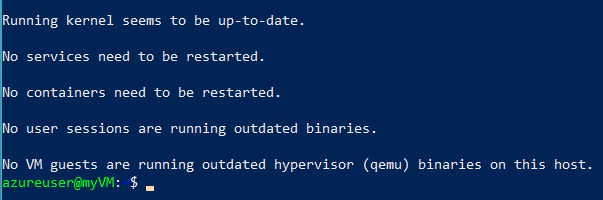 Running kernel seems to be up-to-date.
No services need to be restarted.
No containers need to be restarted.
No user sessions are running outdated binaries.
No VM guests are running outdated hypervisor (qemu) binaries on this host.
azureuser@myVM: $